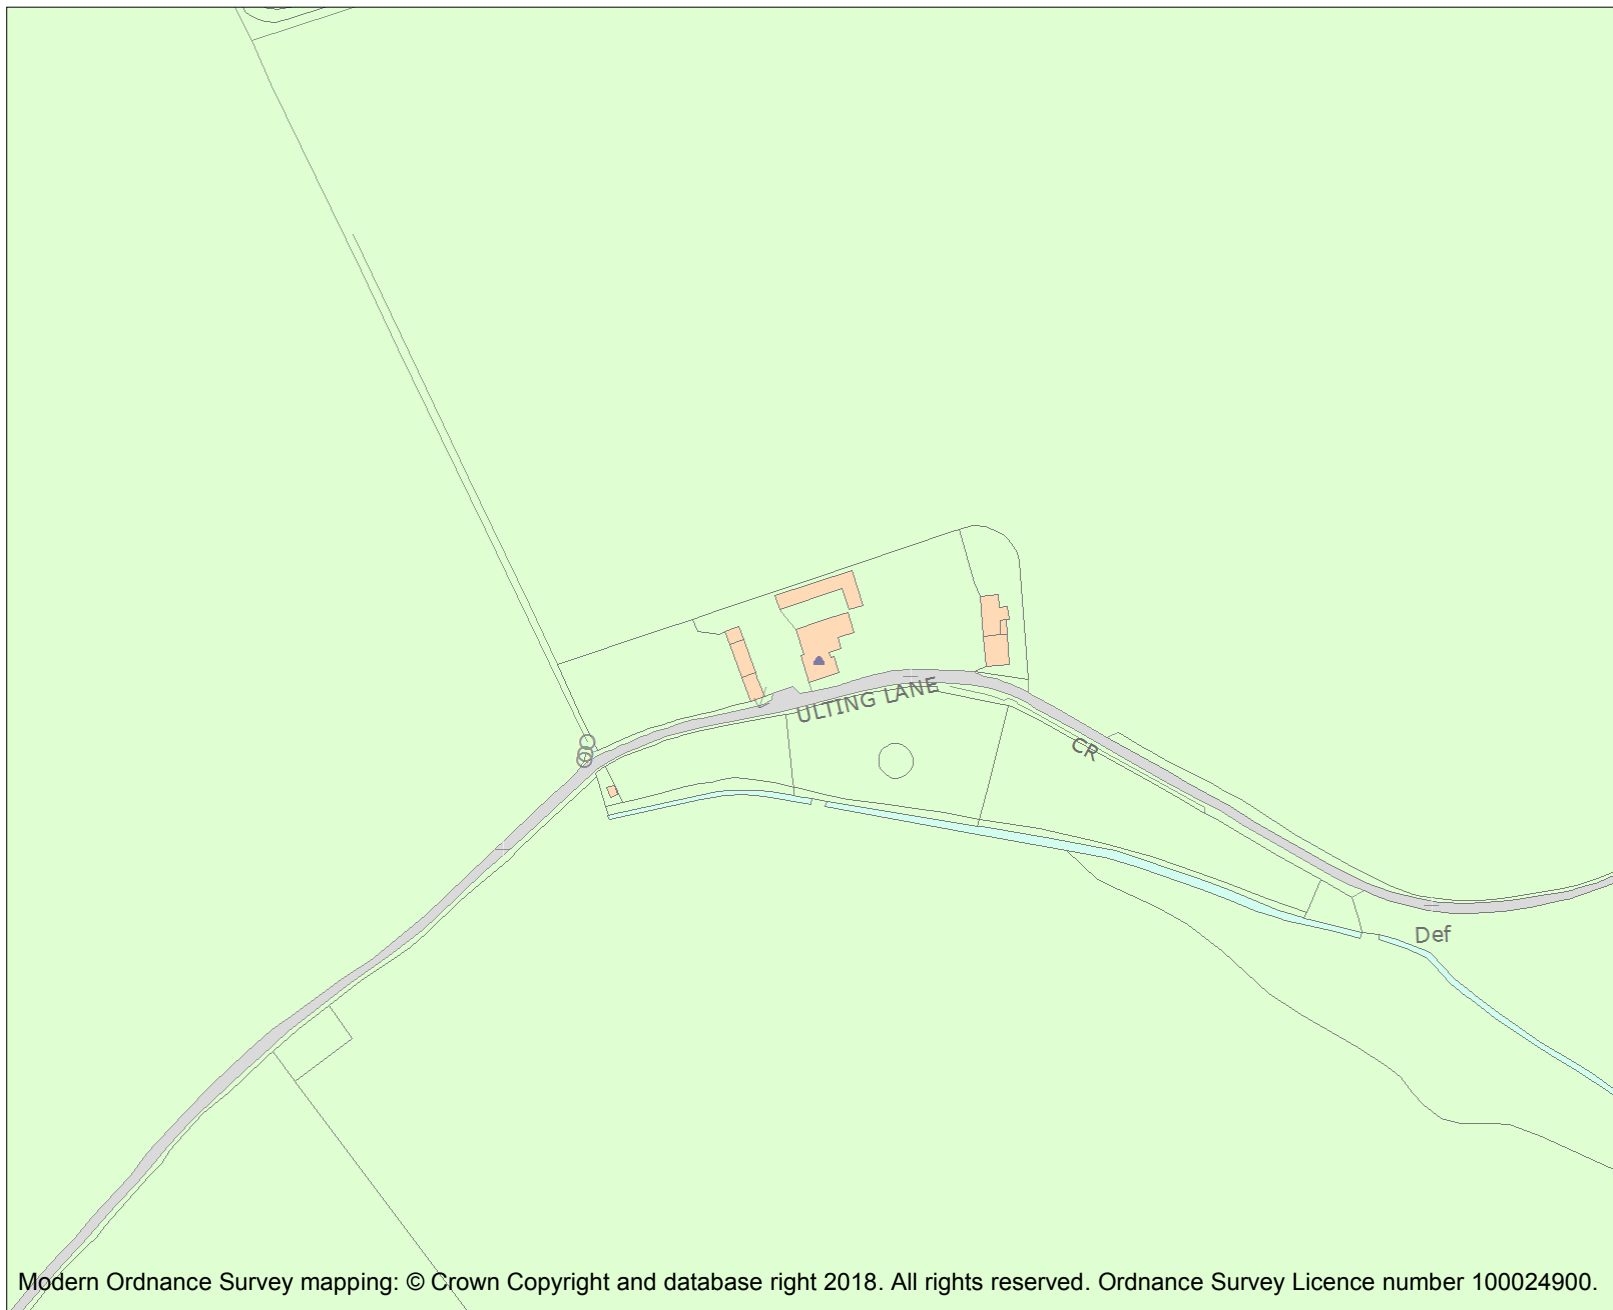 ULTING LANE
CR
Def
Modern Ordnance Survey mapping: © Crown Copyright and database right 2018. All rights reserved. Ordnance Survey Licence number 100024900.